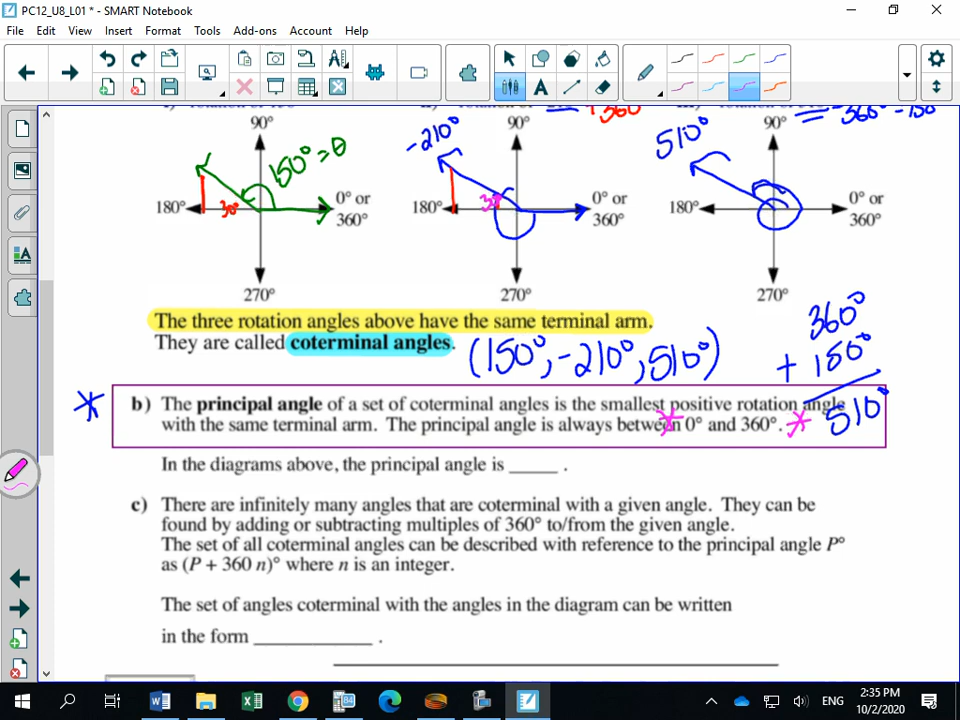 PC12_U8_L01 * - SMART Notebook
File Edit View Insert Format Tools Add-ons Account Help
+360
-360° -150°
90° 90° 90°
150° = θ
-210°
510°
180° 30° 0° or 360°
180° 0° or 360°
180° 0° or 360°
270° 270° 270°
The three rotation angles above have the same terminal arm.
They are called coterminal angles. (150°, -210°, 510°)
360°
+ 150°
510°
b) The principal angle of a set of coterminal angles is the smallest positive rotation angle
with the same terminal arm. The principal angle is always between 0° and 360°.
In the diagrams above, the principal angle is _____ .
c) There are infinitely many angles that are coterminal with a given angle. They can be
found by adding or subtracting multiples of 360° to/from the given angle.
The set of all coterminal angles can be described with reference to the principal angle P°
as (P + 360 n)° where n is an integer.
The set of angles coterminal with the angles in the diagram can be written
in the form ____________ .
ENG
2:35 PM
10/2/2020